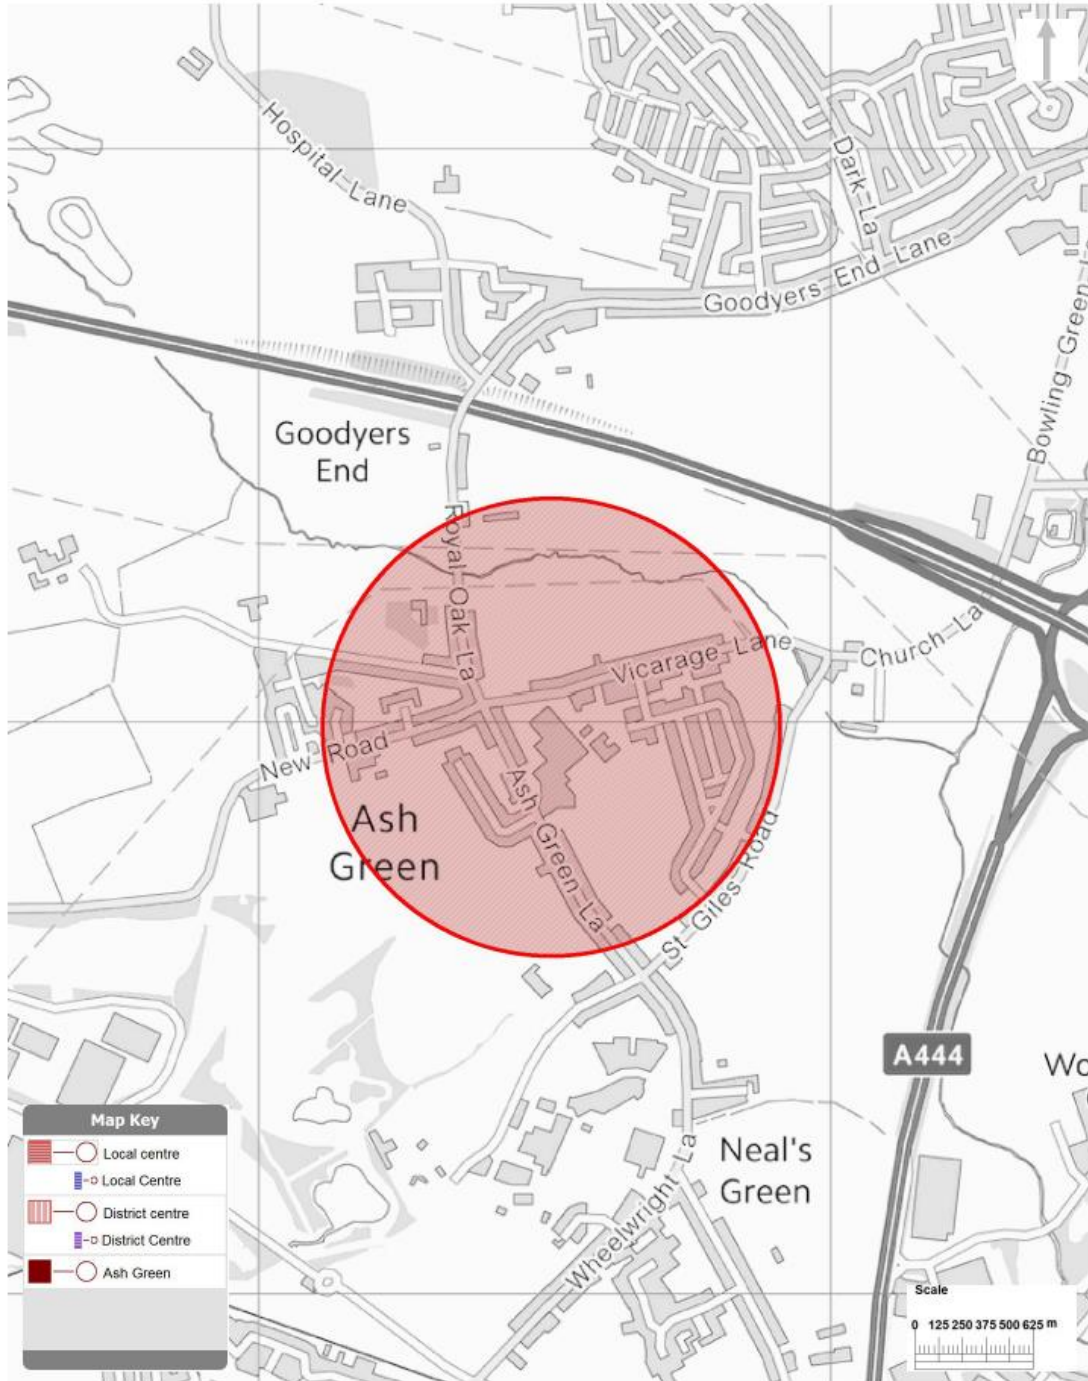 Hospital Lane
Dark La
Goodyers End Lane
Bowling Green L
Goodyers
End
Royal Oak La
Vicarage Lane
Church La
New Road
Ash
Green
Ash Green La
St Giles Road
A444
Wo
Neal's
Green
Wheelwright La
Map Key
Local centre
Local Centre
District centre
District Centre
Ash Green
Scale
0 125 250 375 500 625 m